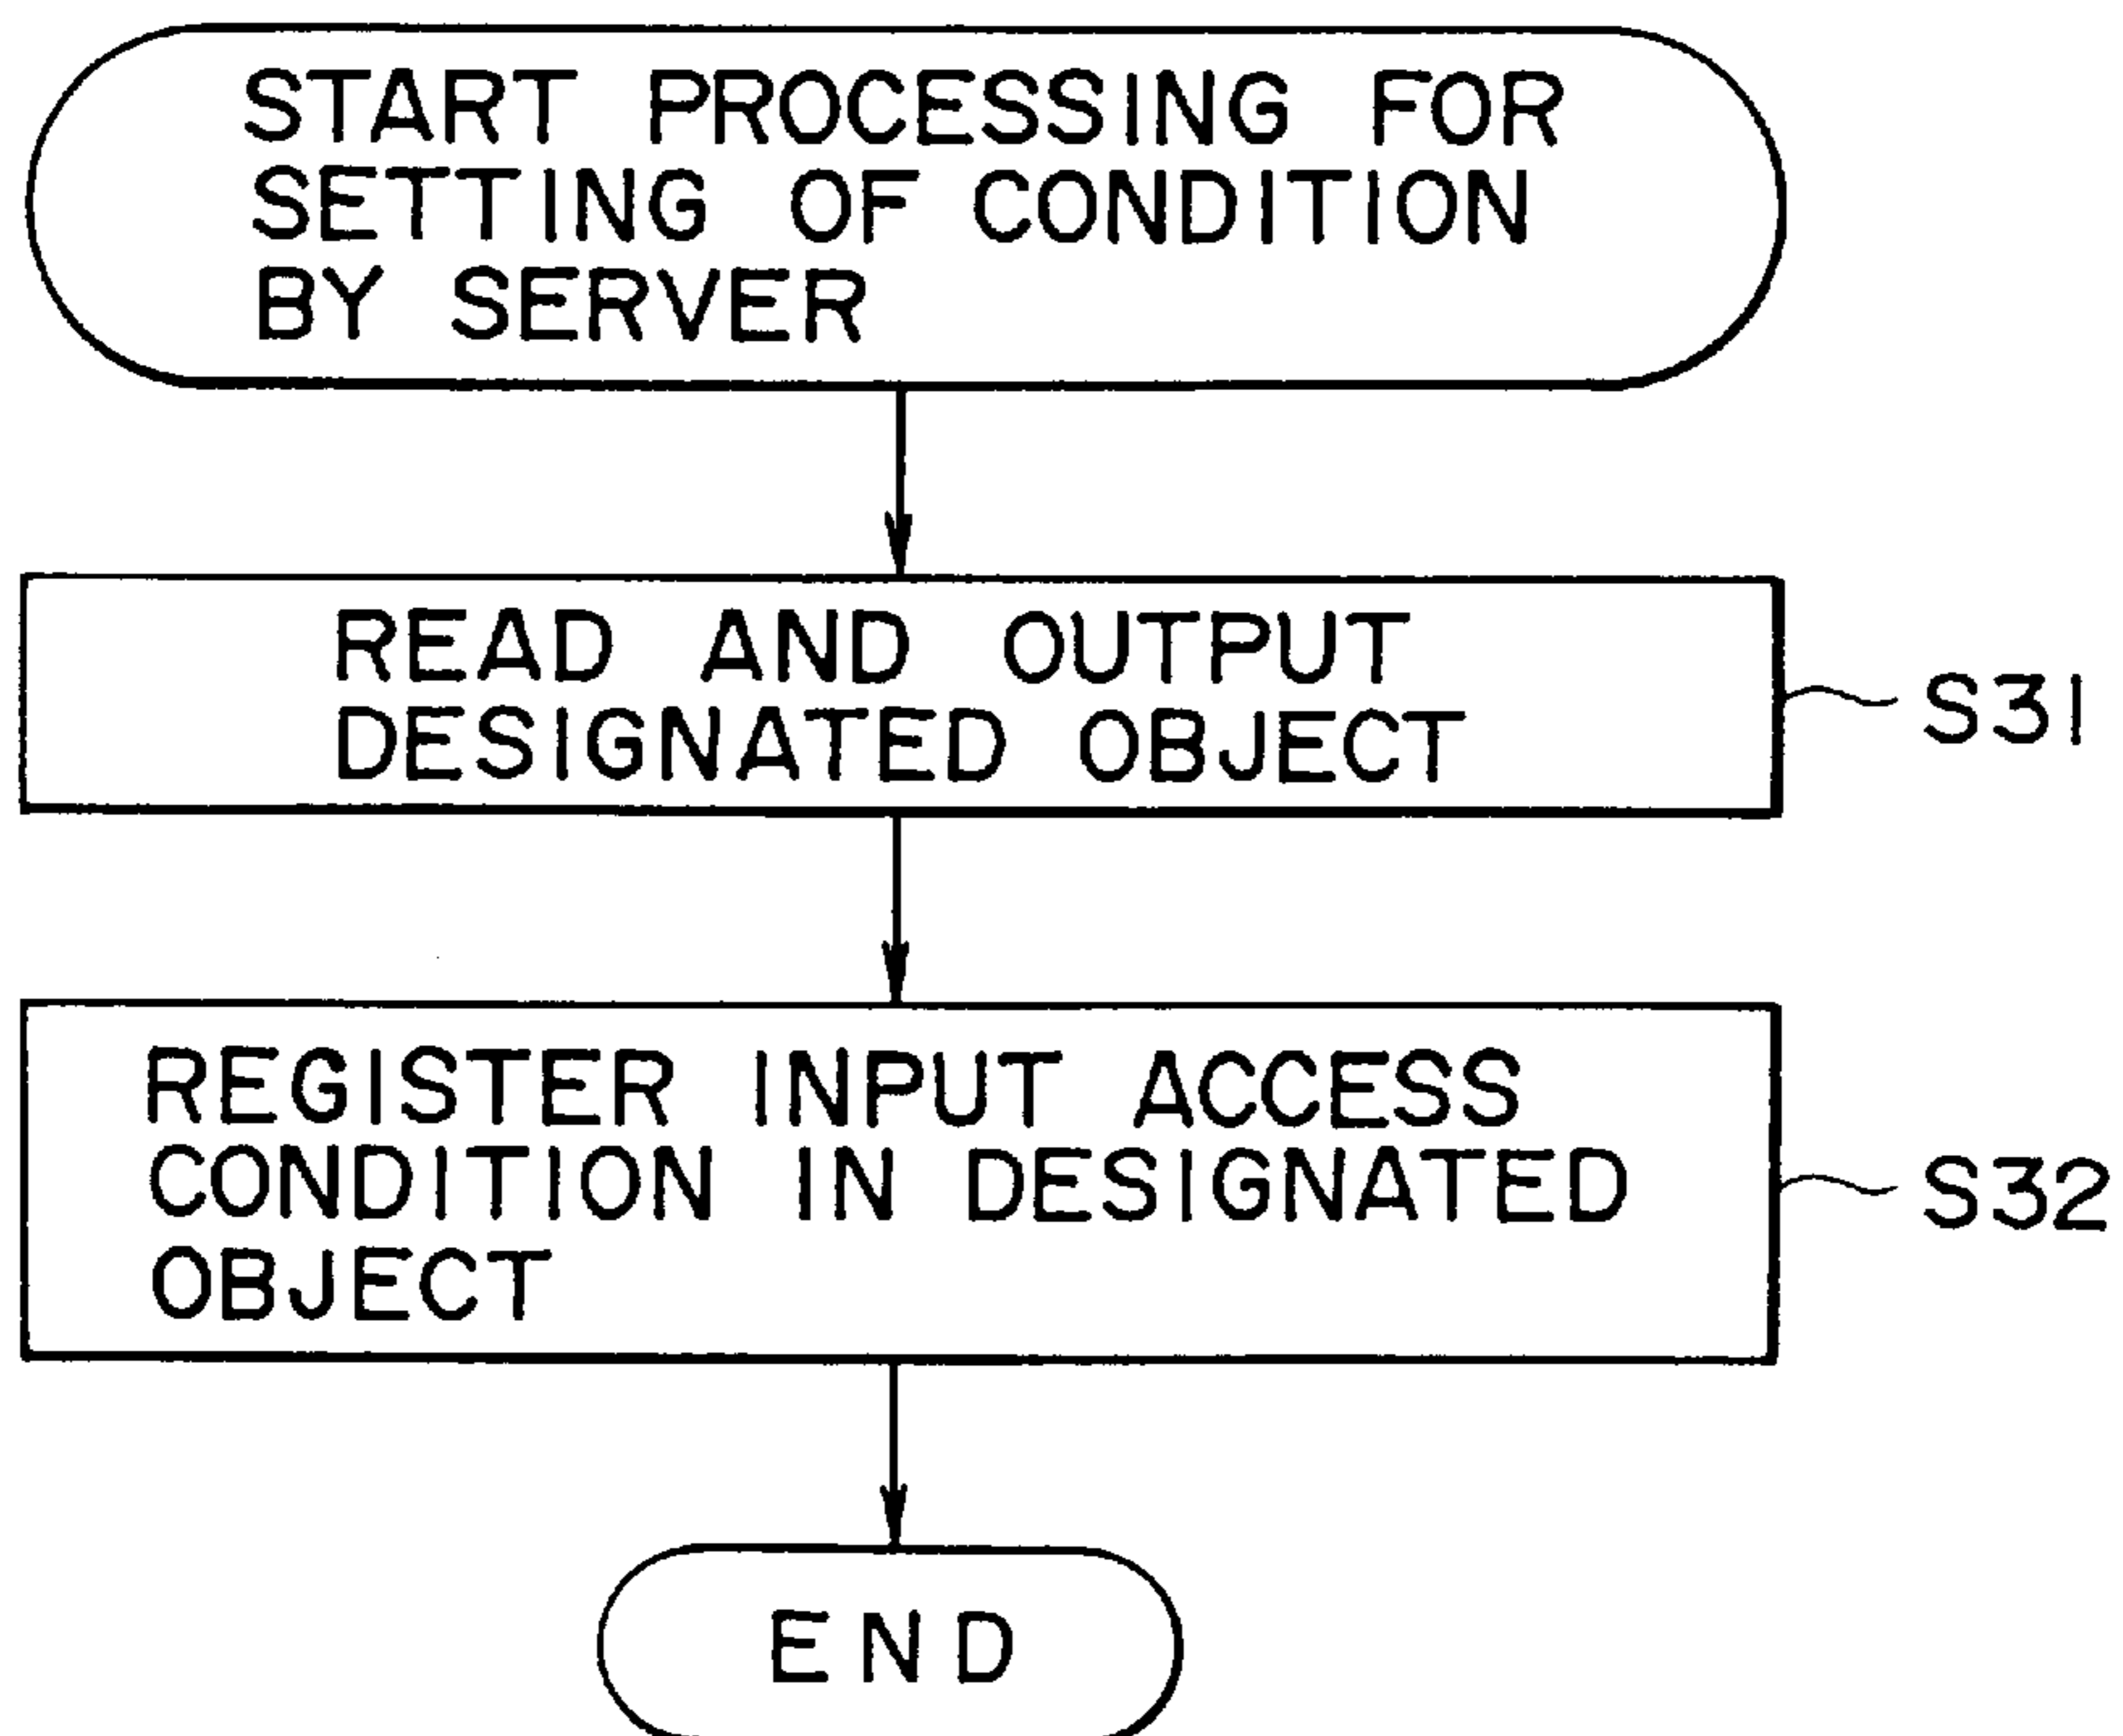 START PROCESSING FOR
SETTING OF CONDITION
BY SERVER
READ AND OUTPUT
DESIGNATED OBJECT
S31
REGISTER INPUT ACCESS
CONDITION IN DESIGNATED
OBJECT
S32
END